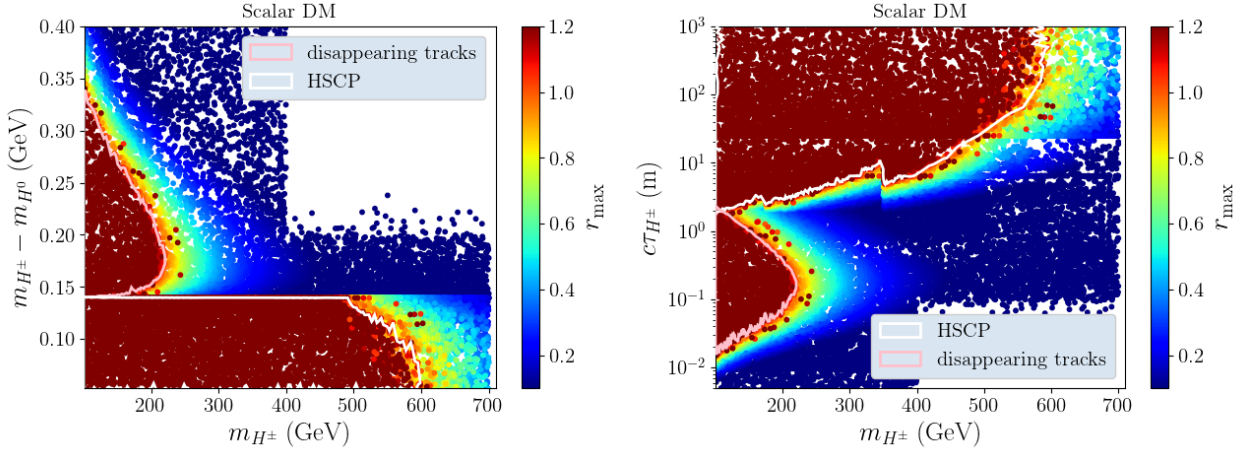 Scalar DM
0.40
0.35
0.30
0.25
0.20
0.15
0.10
m_{H^±} − m_{H^0} (GeV)
disappearing tracks
HSCP
200 300 400 500 600 700
m_{H^±} (GeV)
1.2
1.0
0.8
0.6
0.4
0.2
r_max
Scalar DM
10^3
10^2
10^1
10^0
10^{-1}
10^{-2}
cτ_{H^±} (m)
HSCP
disappearing tracks
200 300 400 500 600 700
m_{H^±} (GeV)
1.2
1.0
0.8
0.6
0.4
0.2
r_max